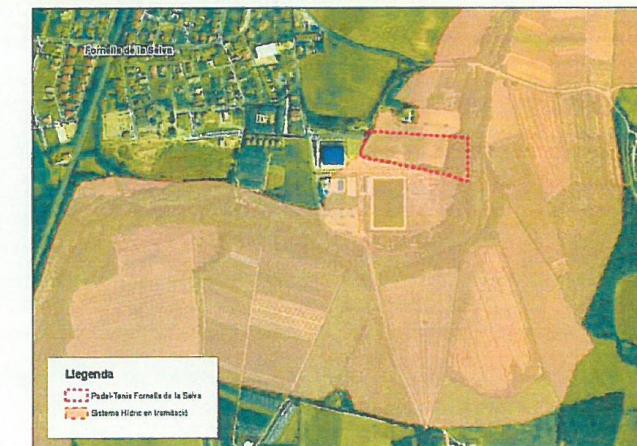 Fornells de la Selva
Llegenda
Padel-Tenis Fornells de la Selva
Sistema Hídric en tramitació